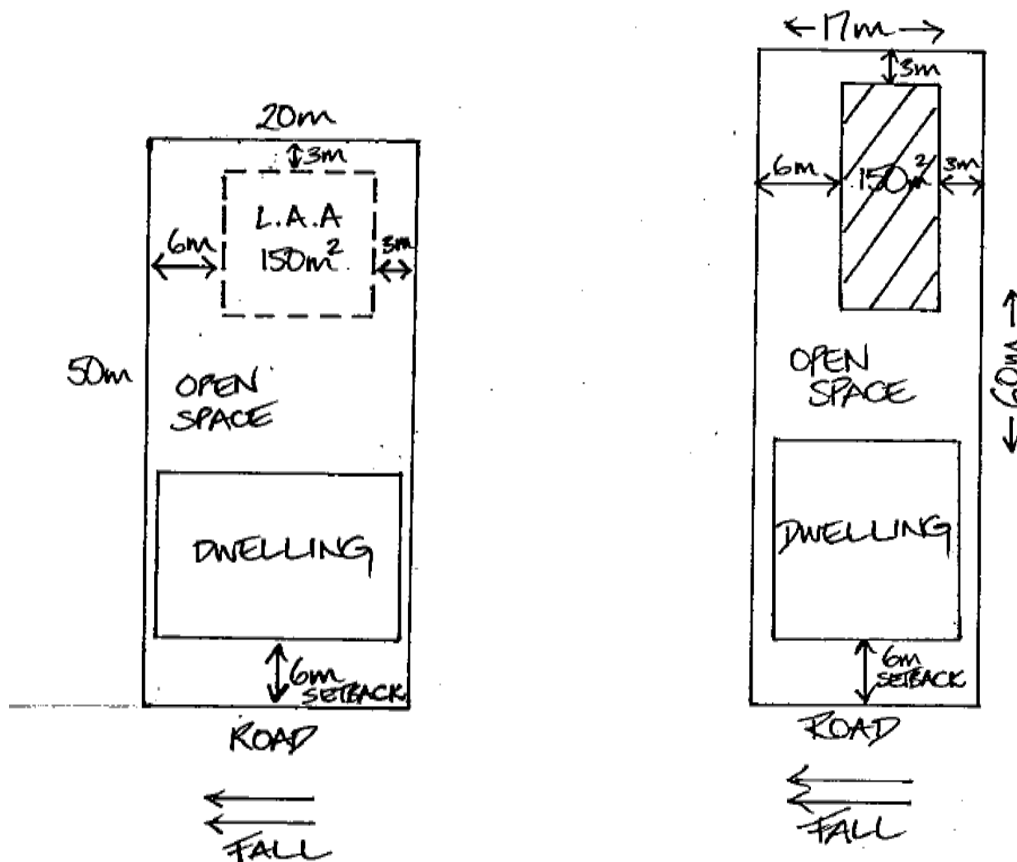 20m
3m
L.A.A
150m²
6m
3m
50m
OPEN
SPACE
DWELLING
6m
SETBACK
ROAD
FALL
17m
3m
6m
150m²
3m
60m
OPEN
SPACE
DWELLING
6m
SETBACK
ROAD
FALL